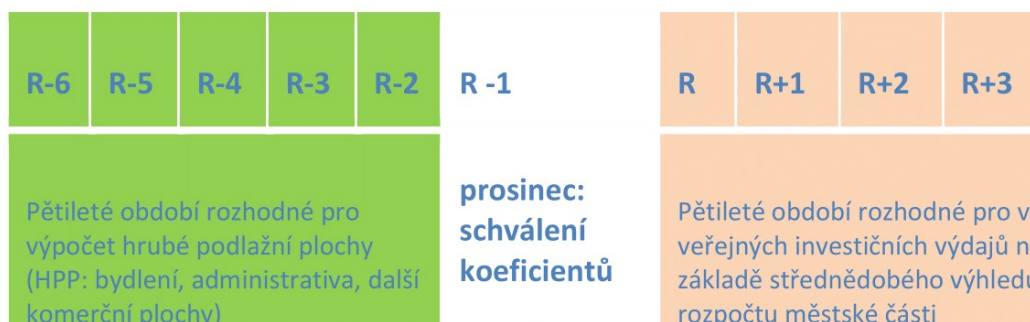 R-6 R-5 R-4 R-3 R-2 R -1 R R+1 R+2 R+3
Pětileté období rozhodné pro
výpočet hrubé podlažní plochy
(HPP: bydlení, administrativa, další
komerční plochy)
prosinec:
schválení
koeficientů
Pětileté období rozhodné pro v
veřejných investičních výdajů n
základě střednědobého výhledu
rozpočtu městské části